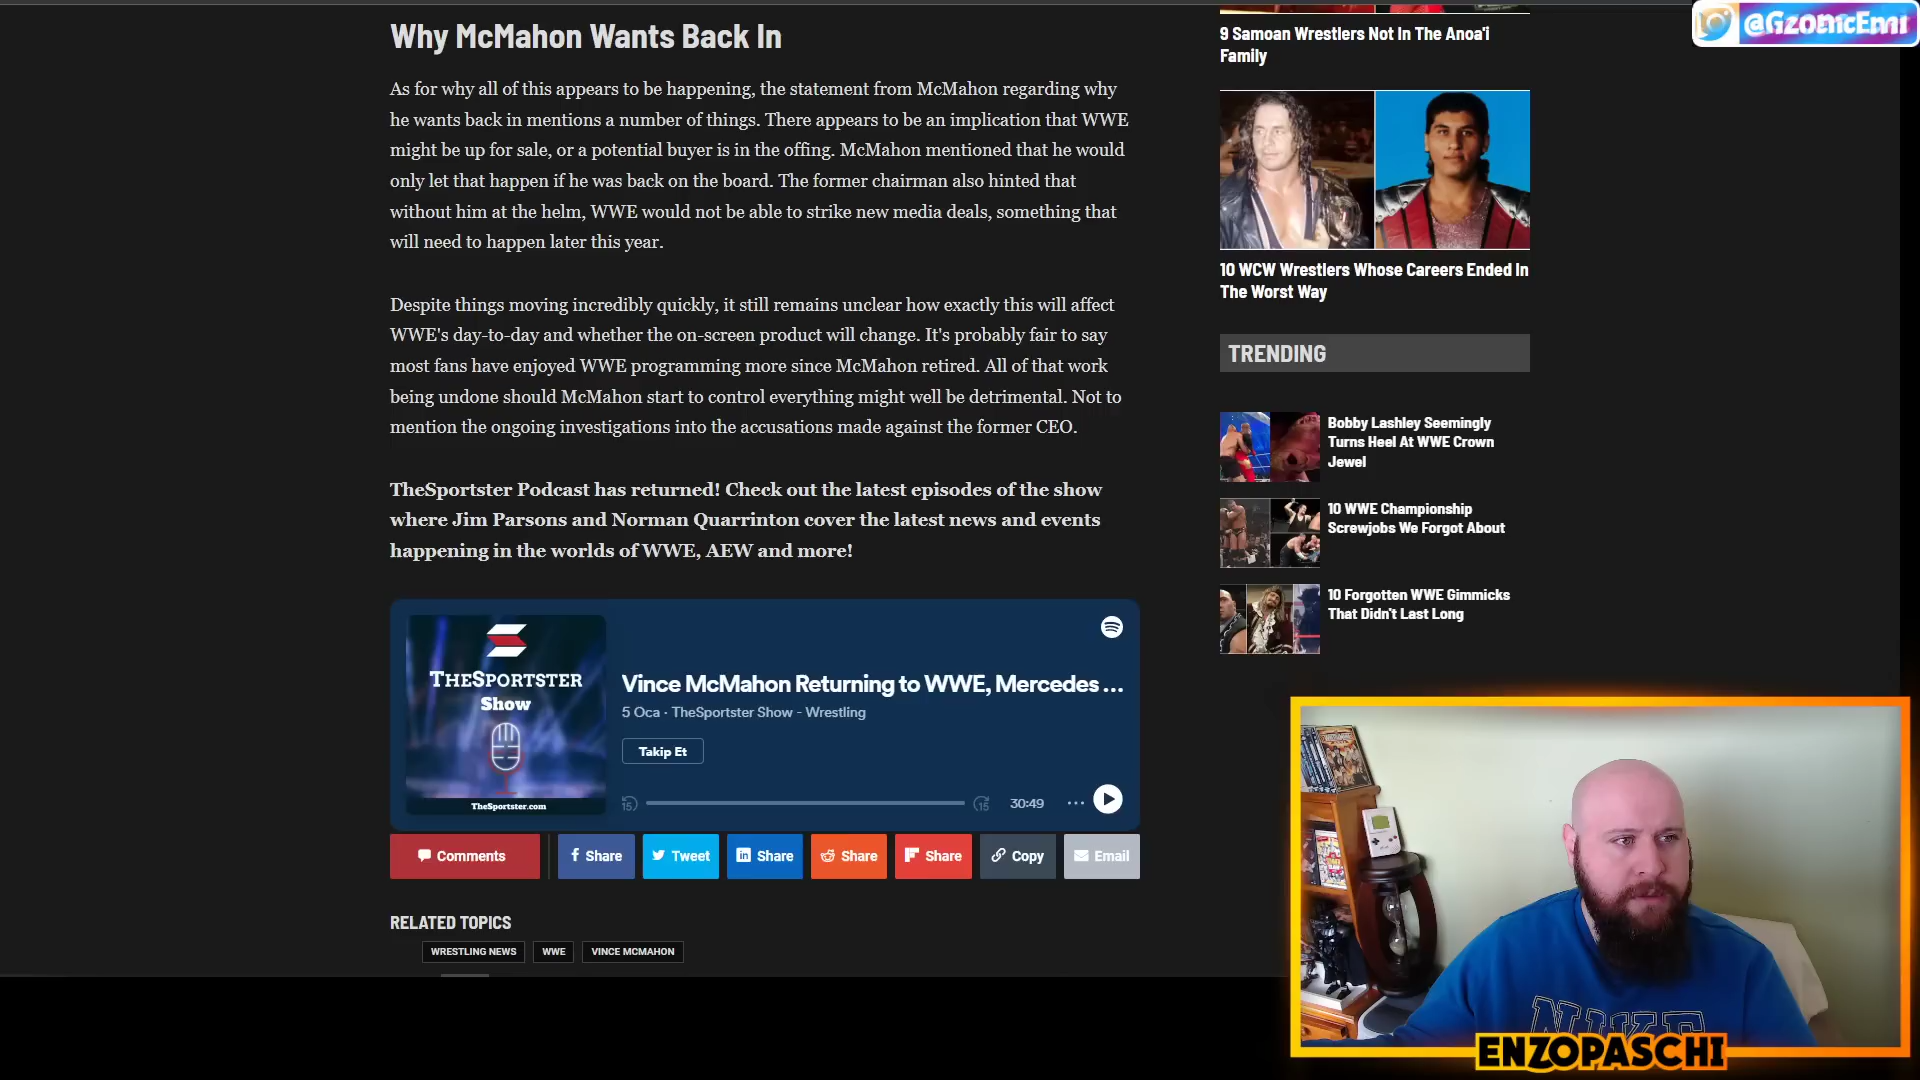 Why McMahon Wants Back In
As for why all of this appears to be happening, the statement from McMahon regarding why
he wants back in mentions a number of things. There appears to be an implication that WWE
might be up for sale, or a potential buyer is in the offing. McMahon mentioned that he would
only let that happen if he was back on the board. The former chairman also hinted that
without him at the helm, WWE would not be able to strike new media deals, something that
will need to happen later this year.
Despite things moving incredibly quickly, it still remains unclear how exactly this will affect
WWE's day-to-day and whether the on-screen product will change. It's probably fair to say
most fans have enjoyed WWE programming more since McMahon retired. All of that work
being undone should McMahon start to control everything might well be detrimental. Not to
mention the ongoing investigations into the accusations made against the former CEO.
TheSportster Podcast has returned! Check out the latest episodes of the show
where Jim Parsons and Norman Quarrinton cover the latest news and events
happening in the worlds of WWE, AEW and more!
THESPORTSTER
Show
TheSportster.com
Vince McMahon Returning to WWE, Mercedes ...
5 Oca · TheSportster Show - Wrestling
Takip Et
15
15
30:49
Comments
Share
Tweet
Share
Share
Share
Copy
Email
RELATED TOPICS
WRESTLING NEWS
WWE
VINCE MCMAHON
9 Samoan Wrestlers Not In The Anoa'i
Family
10 WCW Wrestlers Whose Careers Ended In
The Worst Way
TRENDING
Bobby Lashley Seemingly
Turns Heel At WWE Crown
Jewel
10 WWE Championship
Screwjobs We Forgot About
10 Forgotten WWE Gimmicks
That Didn't Last Long
NIKE
ENZOPASCHI